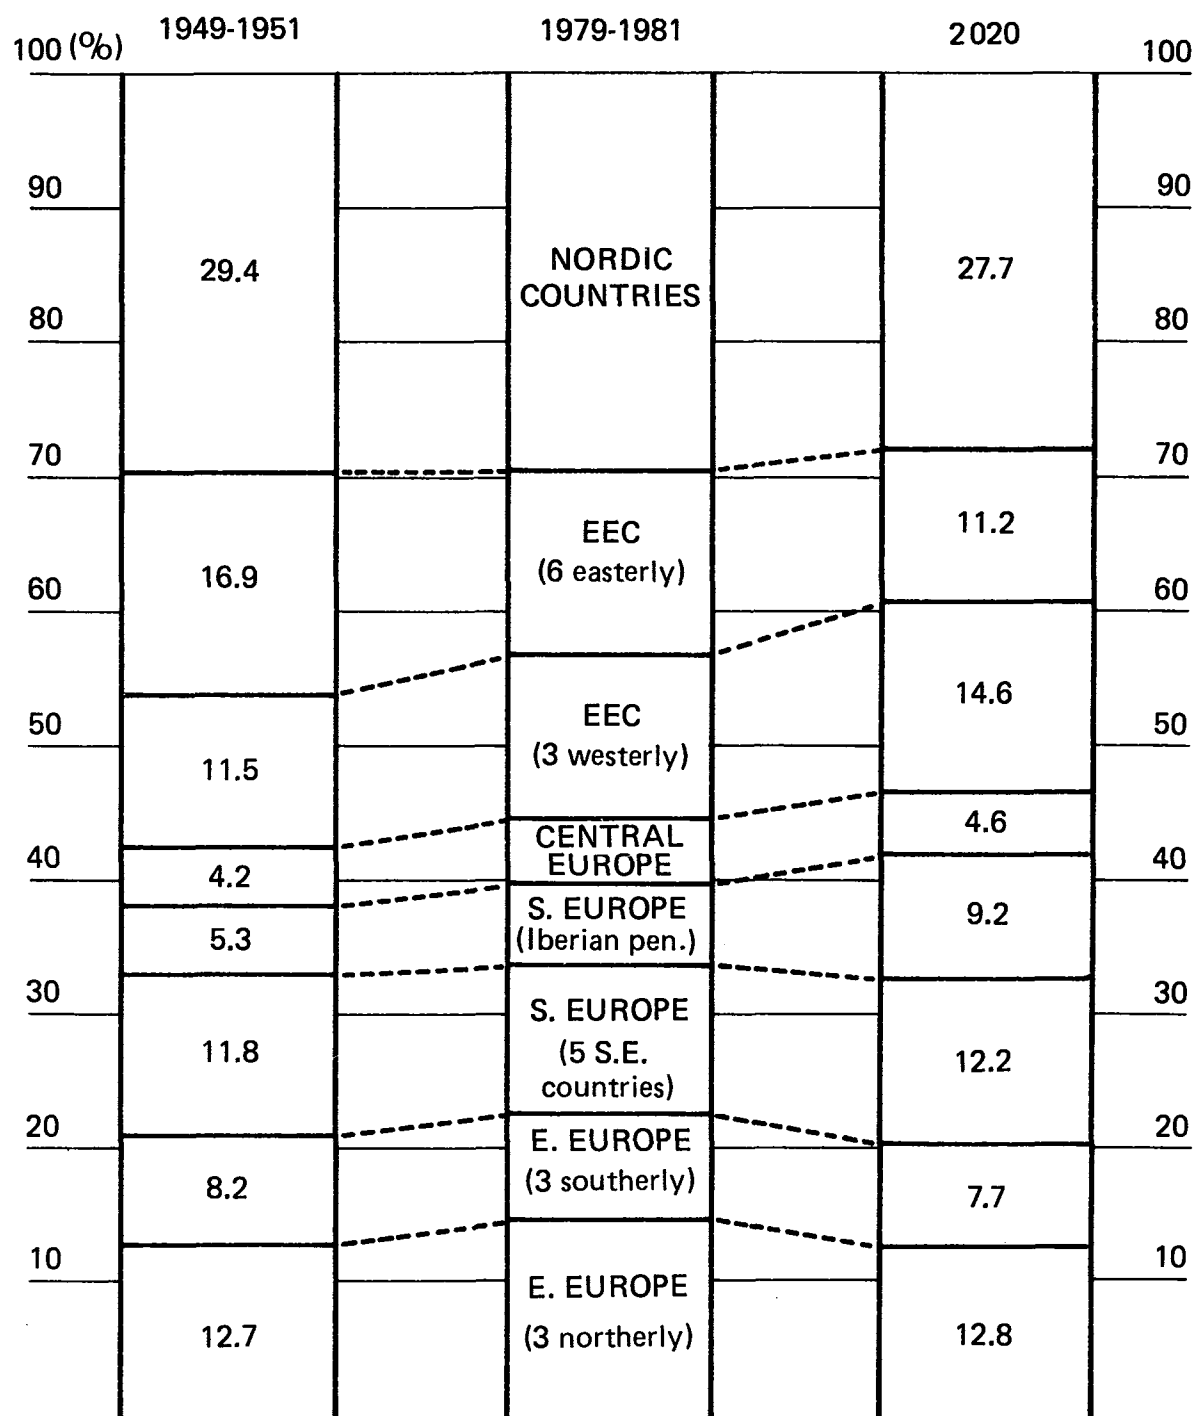 1949-1951 1979-1981 2020
100 (%) 100
90 90
29.4 NORDIC COUNTRIES 27.7
80 80
70 70
16.9 EEC (6 easterly) 11.2
60 60
11.5 EEC (3 westerly) 14.6
50 50
4.2 CENTRAL EUROPE 4.6
40 40
5.3 S. EUROPE (Iberian pen.) 9.2
30 30
11.8 S. EUROPE (5 S.E. countries) 12.2
20 20
8.2 E. EUROPE (3 southerly) 7.7
10 10
12.7 E. EUROPE (3 northerly) 12.8